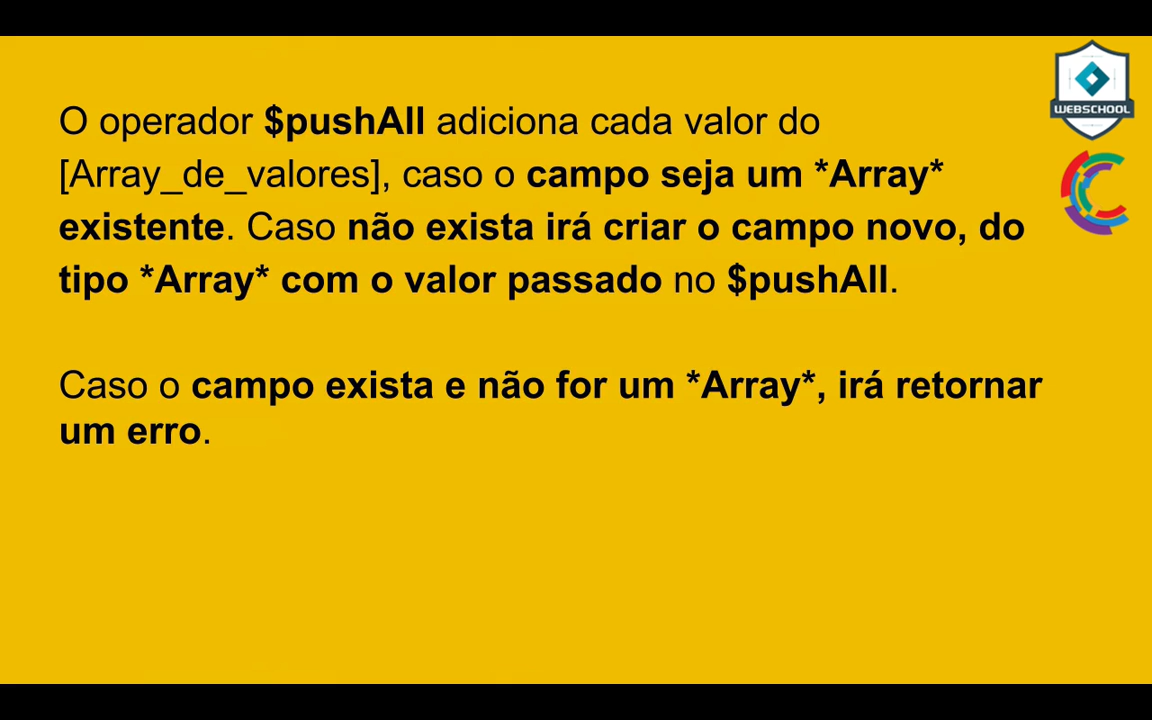 WEBSCHOOL
O operador $pushAll adiciona cada valor do
[Array_de_valores], caso o campo seja um *Array*
existente. Caso não exista irá criar o campo novo, do
tipo *Array* com o valor passado no $pushAll.
Caso o campo exista e não for um *Array*, irá retornar
um erro.